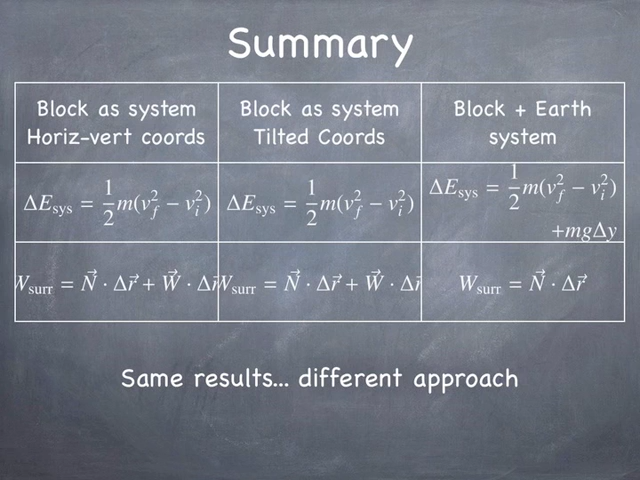 Summary
Block as system
Horiz-vert coords
Block as system
Tilted Coords
Block + Earth
system
ΔE_sys = 1/2 m(v_f^2 − v_i^2)
ΔE_sys = 1/2 m(v_f^2 − v_i^2)
ΔE_sys = 1/2 m(v_f^2 − v_i^2)
+mgΔy
W_surr = N⃗ · Δr⃗ + W⃗ · Δr⃗
W_surr = N⃗ · Δr⃗ + W⃗ · Δr⃗
W_surr = N⃗ · Δr⃗
Same results... different approach